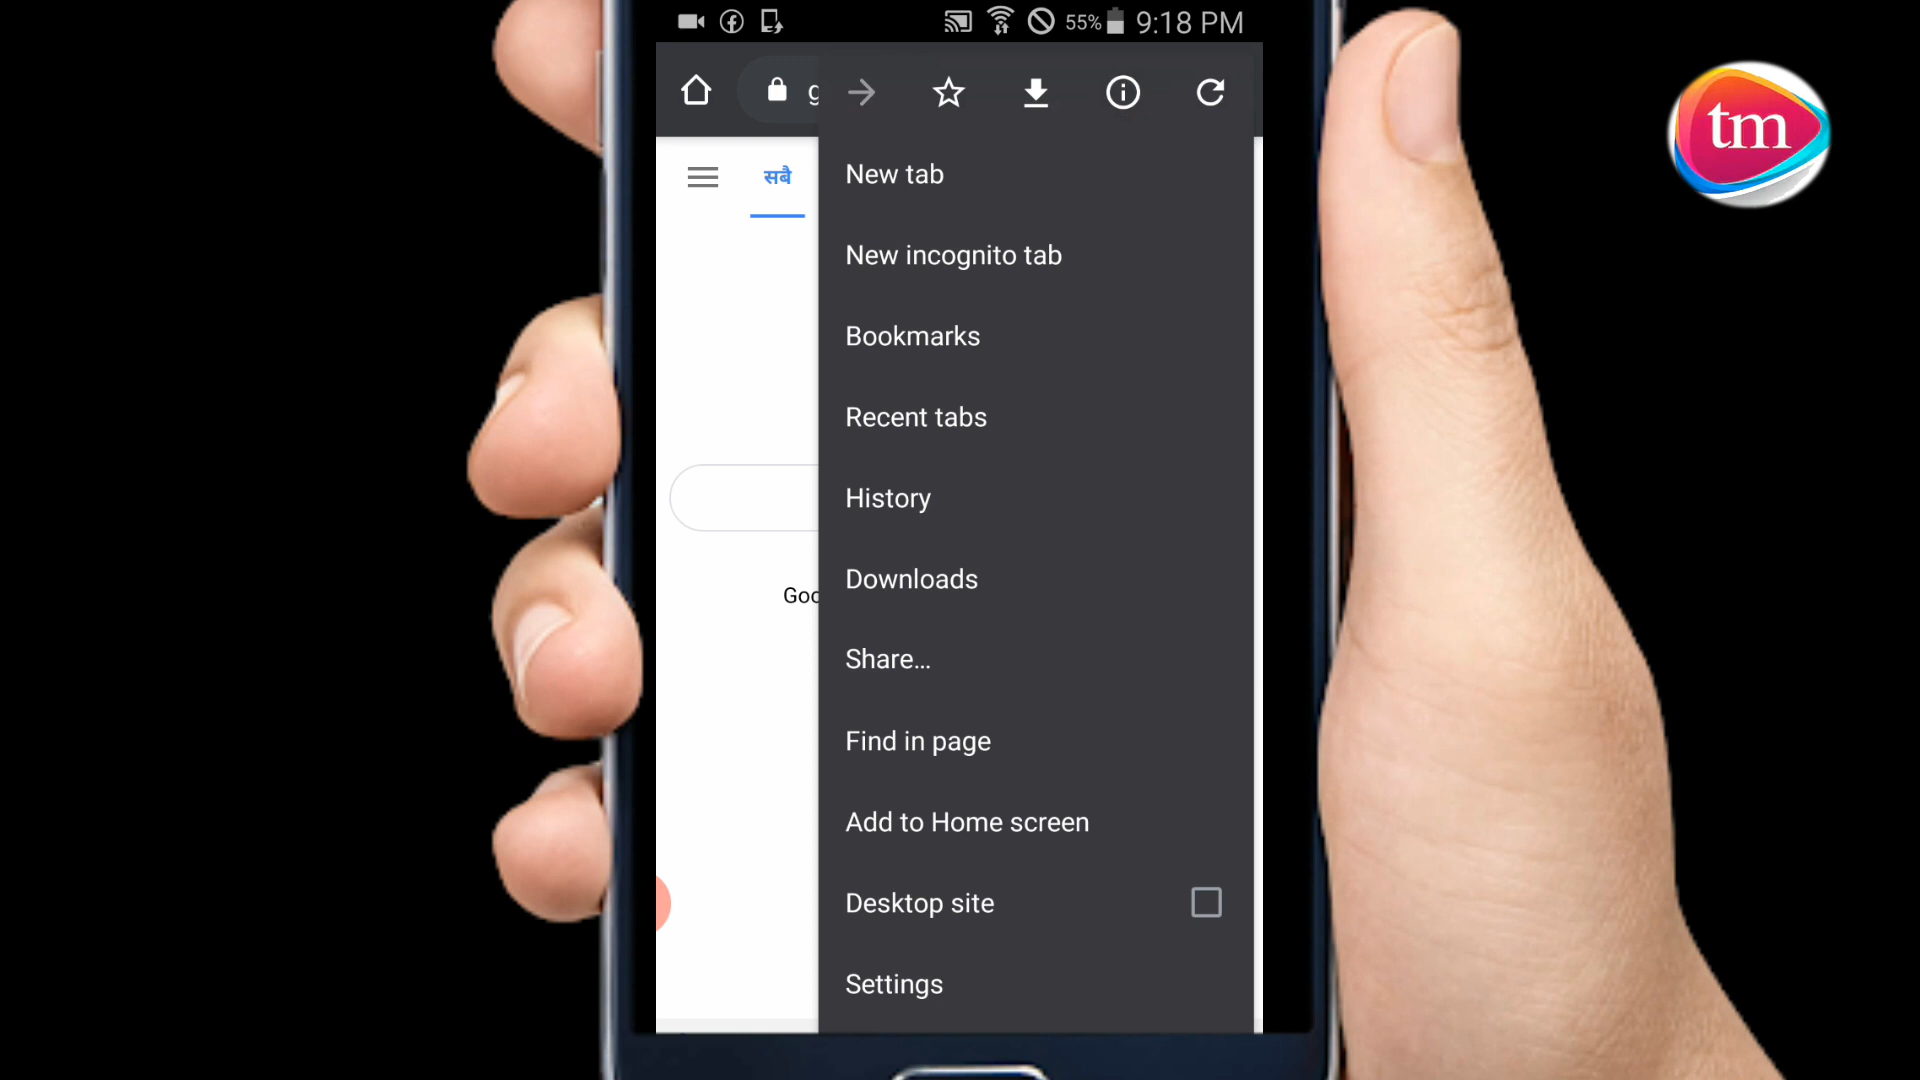 55% 9:18 PM
g
सबै
New tab
New incognito tab
Bookmarks
Recent tabs
History
Downloads
Share...
Find in page
Add to Home screen
Desktop site
Settings
Goo
tm